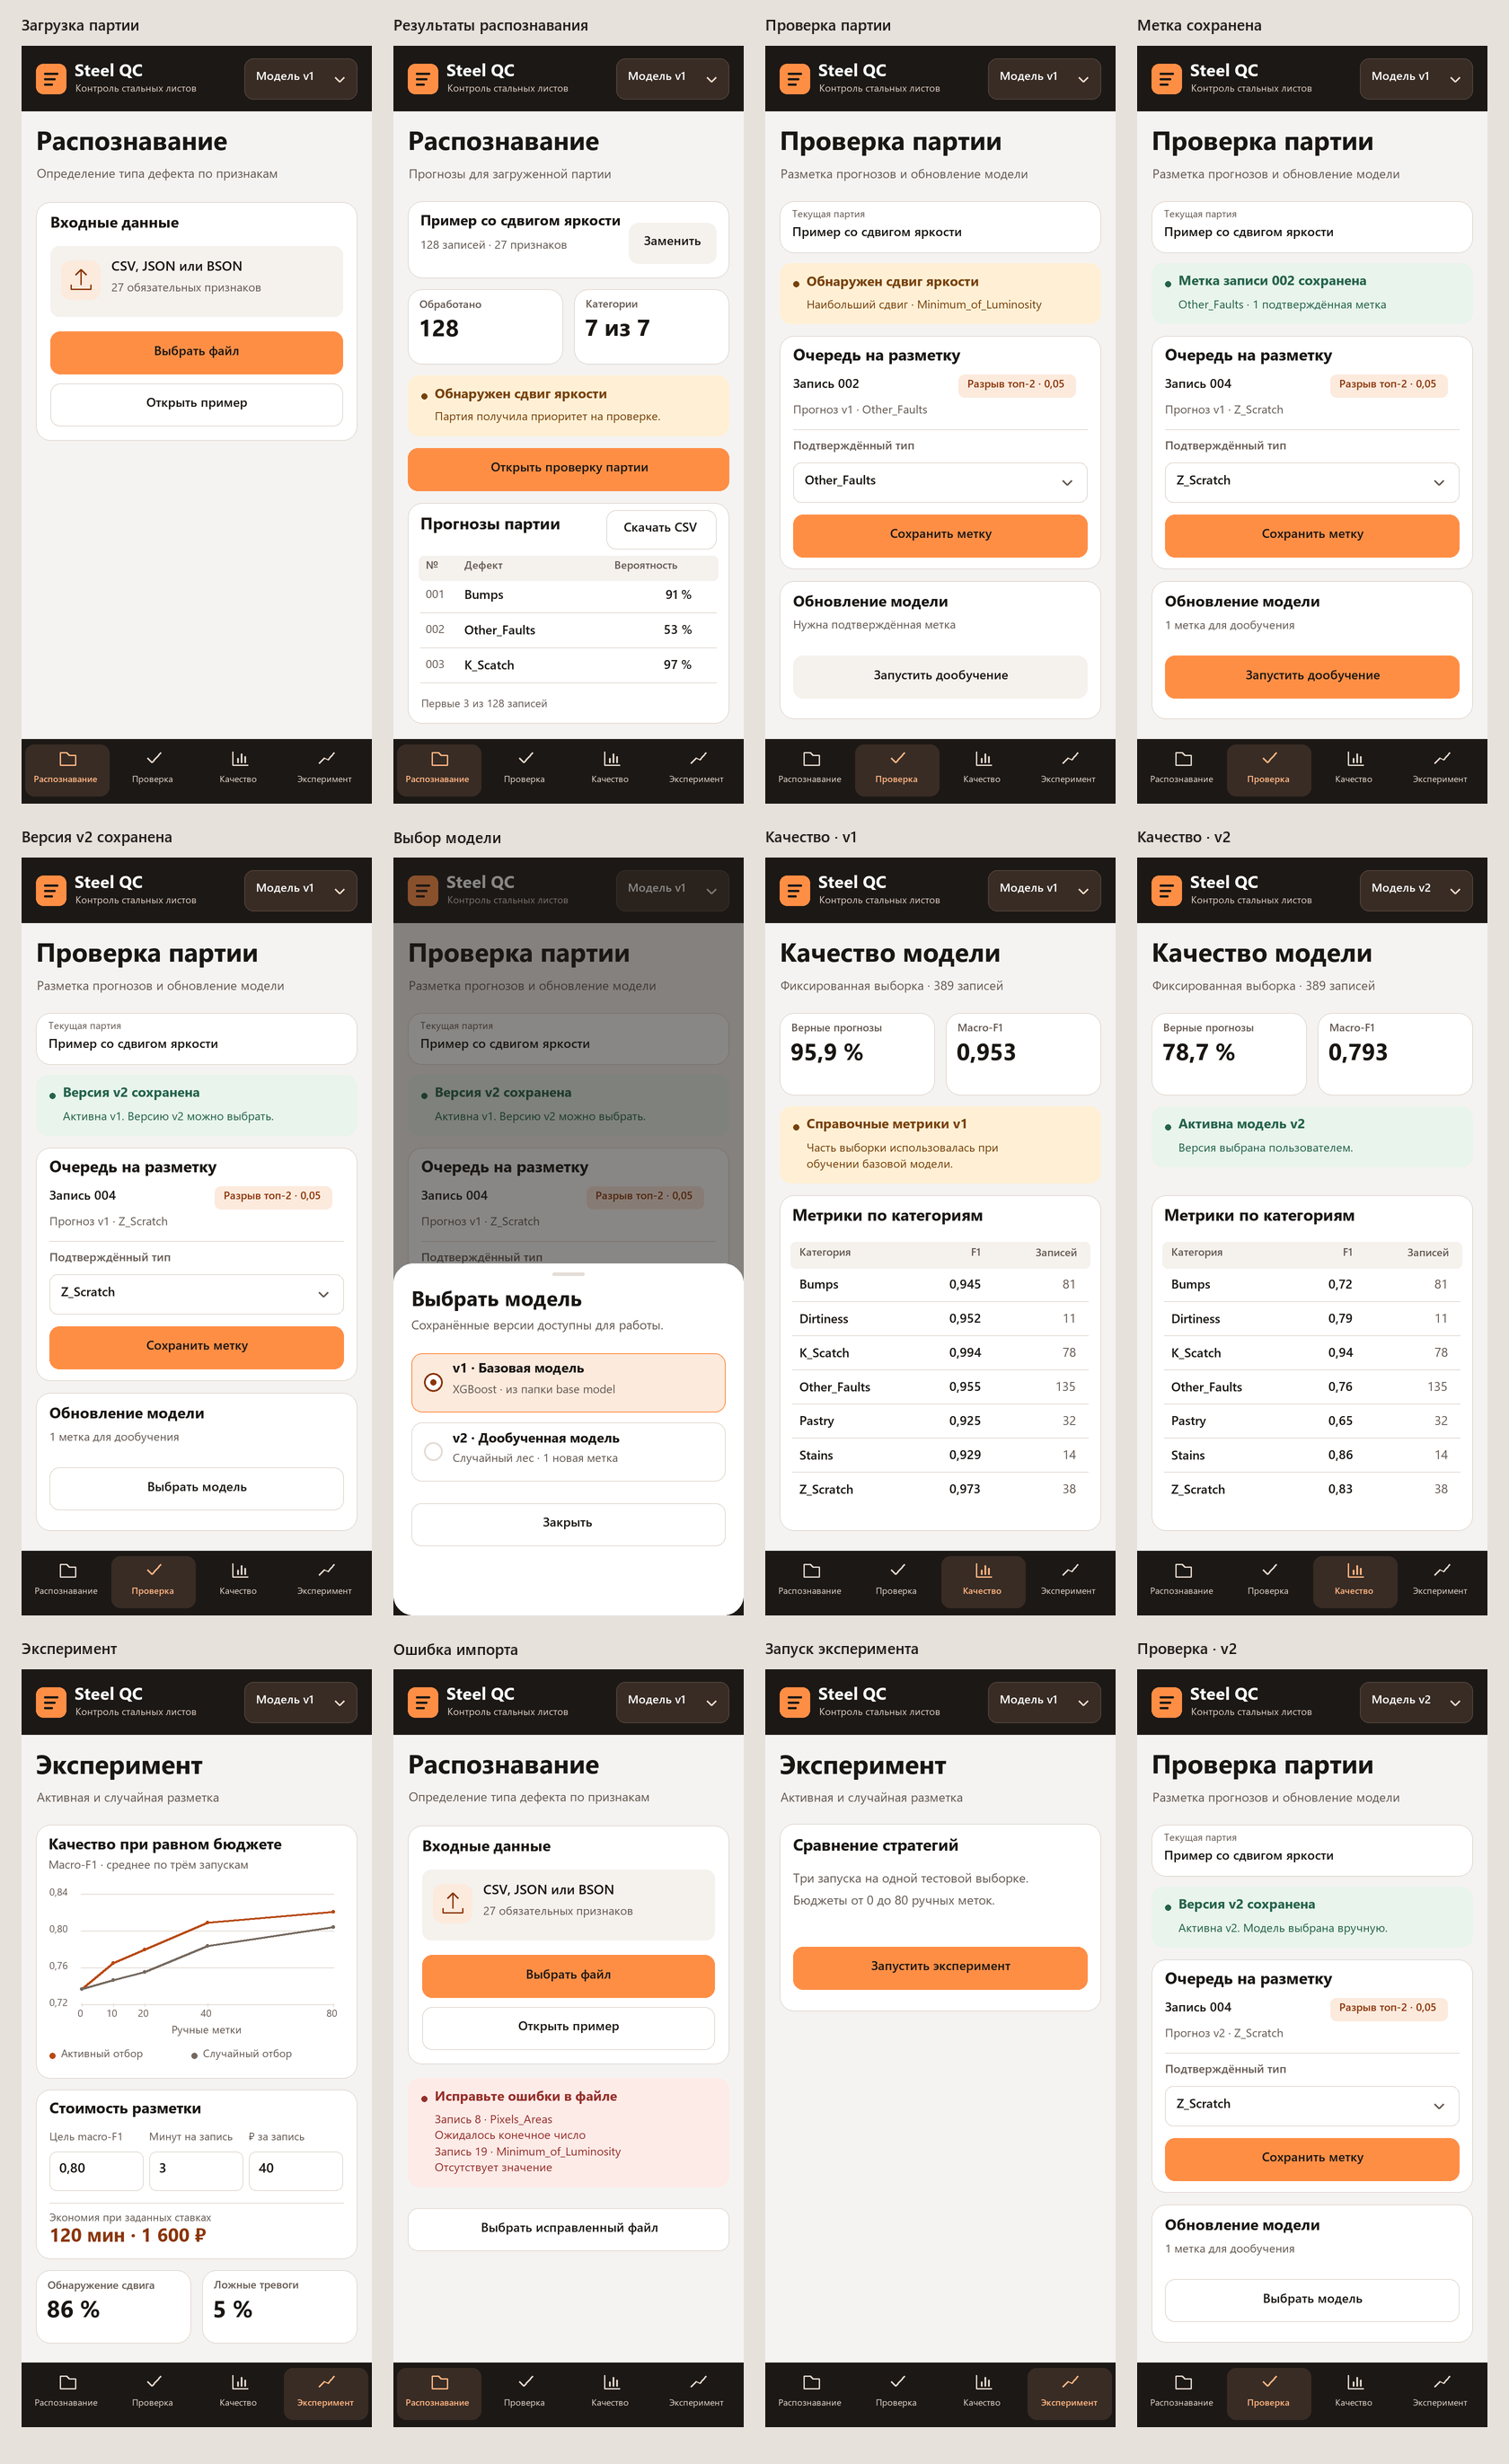 Загрузка партии
Steel QC
Контроль стальных листов
Модель v1
Распознавание
Определение типа дефекта по признакам
Входные данные
CSV, JSON или BSON
27 обязательных признаков
Выбрать файл
Открыть пример
Распознавание
Проверка
Качество
Эксперимент
Результаты распознавания
Steel QC
Контроль стальных листов
Модель v1
Распознавание
Прогнозы для загруженной партии
Пример со сдвигом яркости
128 записей · 27 признаков
Заменить
Обработано
128
Категории
7 из 7
Обнаружен сдвиг яркости
Партия получила приоритет на проверке.
Открыть проверку партии
Прогнозы партии
Скачать CSV
№ Дефект Вероятность
001 Bumps 91 %
002 Other_Faults 53 %
003 K_Scatch 97 %
Первые 3 из 128 записей
Распознавание
Проверка
Качество
Эксперимент
Проверка партии
Steel QC
Контроль стальных листов
Модель v1
Проверка партии
Разметка прогнозов и обновление модели
Текущая партия
Пример со сдвигом яркости
Обнаружен сдвиг яркости
Наибольший сдвиг · Minimum_of_Luminosity
Очередь на разметку
Запись 002
Разрыв топ-2 · 0,05
Прогноз v1 · Other_Faults
Подтверждённый тип
Other_Faults
Сохранить метку
Обновление модели
Нужна подтверждённая метка
Запустить дообучение
Распознавание
Проверка
Качество
Эксперимент
Метка сохранена
Steel QC
Контроль стальных листов
Модель v1
Проверка партии
Разметка прогнозов и обновление модели
Текущая партия
Пример со сдвигом яркости
Метка записи 002 сохранена
Other_Faults · 1 подтверждённая метка
Очередь на разметку
Запись 004
Разрыв топ-2 · 0,05
Прогноз v1 · Z_Scratch
Подтверждённый тип
Z_Scratch
Сохранить метку
Обновление модели
1 метка для дообучения
Запустить дообучение
Распознавание
Проверка
Качество
Эксперимент
Версия v2 сохранена
Steel QC
Контроль стальных листов
Модель v1
Проверка партии
Разметка прогнозов и обновление модели
Текущая партия
Пример со сдвигом яркости
Версия v2 сохранена
Активна v1. Версию v2 можно выбрать.
Очередь на разметку
Запись 004
Разрыв топ-2 · 0,05
Прогноз v1 · Z_Scratch
Подтверждённый тип
Z_Scratch
Сохранить метку
Обновление модели
1 метка для дообучения
Выбрать модель
Распознавание
Проверка
Качество
Эксперимент
Выбор модели
Steel QC
Контроль стальных листов
Модель v1
Проверка партии
Разметка прогнозов и обновление модели
Текущая партия
Пример со сдвигом яркости
Версия v2 сохранена
Активна v1. Версию v2 можно выбрать.
Очередь на разметку
Запись 004
Разрыв топ-2 · 0,05
Прогноз v1 · Z_Scratch
Подтверждённый тип
Выбрать модель
Сохранённые версии доступны для работы.
v1 · Базовая модель
XGBoost · из папки base model
v2 · Дообученная модель
Случайный лес · 1 новая метка
Закрыть
Качество · v1
Steel QC
Контроль стальных листов
Модель v1
Качество модели
Фиксированная выборка · 389 записей
Верные прогнозы
95,9 %
Macro-F1
0,953
Справочные метрики v1
Часть выборки использовалась при
обучении базовой модели.
Метрики по категориям
Категория F1 Записей
Bumps 0,945 81
Dirtiness 0,952 11
K_Scatch 0,994 78
Other_Faults 0,955 135
Pastry 0,925 32
Stains 0,929 14
Z_Scratch 0,973 38
Распознавание
Проверка
Качество
Эксперимент
Качество · v2
Steel QC
Контроль стальных листов
Модель v2
Качество модели
Фиксированная выборка · 389 записей
Верные прогнозы
78,7 %
Macro-F1
0,793
Активна модель v2
Версия выбрана пользователем.
Метрики по категориям
Категория F1 Записей
Bumps 0,72 81
Dirtiness 0,79 11
K_Scatch 0,94 78
Other_Faults 0,76 135
Pastry 0,65 32
Stains 0,86 14
Z_Scratch 0,83 38
Распознавание
Проверка
Качество
Эксперимент
Эксперимент
Steel QC
Контроль стальных листов
Модель v1
Эксперимент
Активная и случайная разметка
Качество при равном бюджете
Macro-F1 · среднее по трём запускам
0,84
0,80
0,76
0,72
0 10 20 40 80
Ручные метки
Активный отбор
Случайный отбор
Стоимость разметки
Цель macro-F1 Минут на запись ₽ за запись
0,80 3 40
Экономия при заданных ставках
120 мин · 1 600 ₽
Обнаружение сдвига
86 %
Ложные тревоги
5 %
Распознавание
Проверка
Качество
Эксперимент
Ошибка импорта
Steel QC
Контроль стальных листов
Модель v1
Распознавание
Определение типа дефекта по признакам
Входные данные
CSV, JSON или BSON
27 обязательных признаков
Выбрать файл
Открыть пример
Исправьте ошибки в файле
Запись 8 · Pixels_Areas
Ожидалось конечное число
Запись 19 · Minimum_of_Luminosity
Отсутствует значение
Выбрать исправленный файл
Распознавание
Проверка
Качество
Эксперимент
Запуск эксперимента
Steel QC
Контроль стальных листов
Модель v1
Эксперимент
Активная и случайная разметка
Сравнение стратегий
Три запуска на одной тестовой выборке.
Бюджеты от 0 до 80 ручных меток.
Запустить эксперимент
Распознавание
Проверка
Качество
Эксперимент
Проверка · v2
Steel QC
Контроль стальных листов
Модель v2
Проверка партии
Разметка прогнозов и обновление модели
Текущая партия
Пример со сдвигом яркости
Версия v2 сохранена
Активна v2. Модель выбрана вручную.
Очередь на разметку
Запись 004
Разрыв топ-2 · 0,05
Прогноз v2 · Z_Scratch
Подтверждённый тип
Z_Scratch
Сохранить метку
Обновление модели
1 метка для дообучения
Выбрать модель
Распознавание
Проверка
Качество
Эксперимент